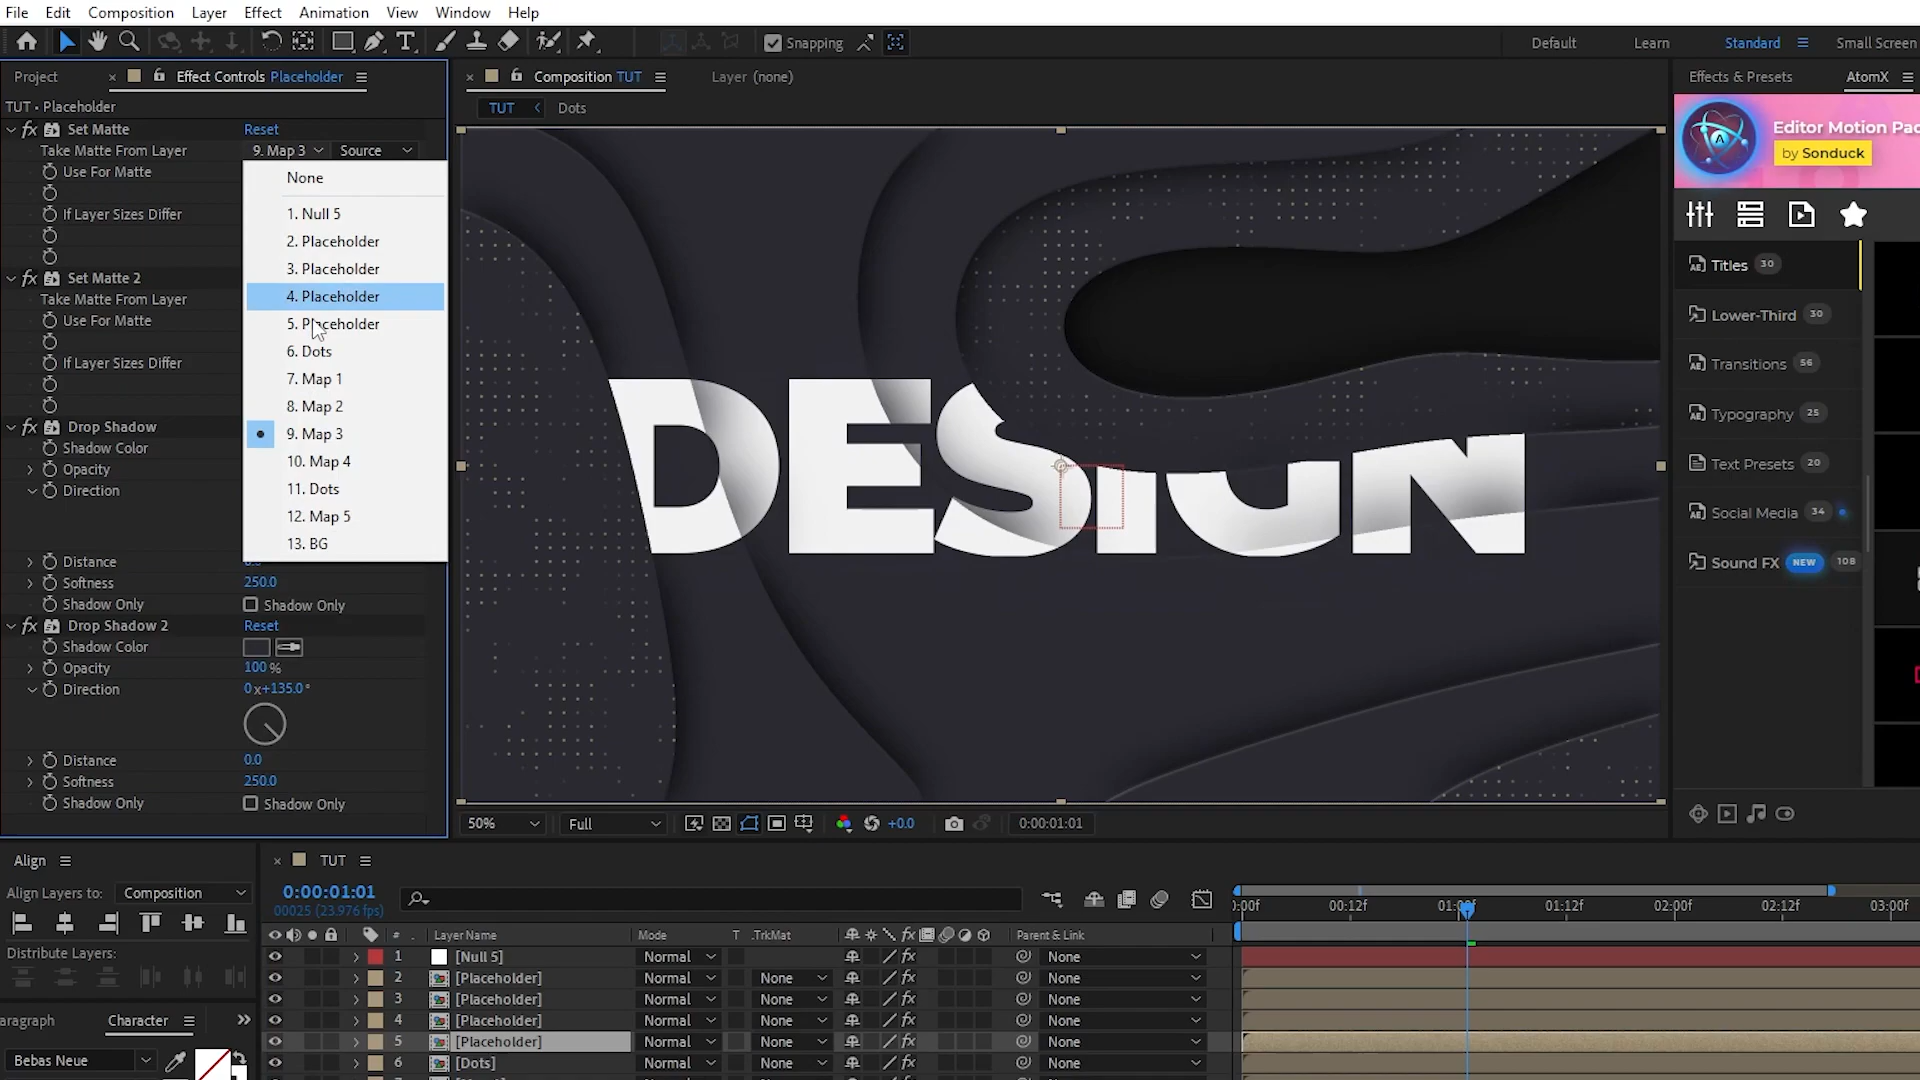 File Edit Composition Layer Effect Animation View Window Help
Snapping Default Learn Standard Small Screen
Project × Effect Controls Placeholder × Composition TUT Layer (none) Effects & Presets AtomX
TUT • Placeholder
TUT Dots
Set Matte Reset
Take Matte From Layer 9. Map 3 Source
Use For Matte
If Layer Sizes Differ
Set Matte 2
Take Matte From Layer
Use For Matte
If Layer Sizes Differ
Drop Shadow
Shadow Color
Opacity
Direction
Distance
Softness 250.0
Shadow Only Shadow Only
Drop Shadow 2 Reset
Shadow Color
Opacity 100 %
Direction 0 x+135.0°
Distance 0.0
Softness 250.0
Shadow Only Shadow Only
None
1. Null 5
2. Placeholder
3. Placeholder
4. Placeholder
5. Placeholder
6. Dots
7. Map 1
8. Map 2
9. Map 3
10. Map 4
11. Dots
12. Map 5
13. BG
DESIGN
Editor Motion Pac
by Sonduck
Titles 30
Lower-Third 30
Transitions 56
Typography 25
Text Presets 20
Social Media 34
Sound FX NEW 108
50% Full +0.0 0:00:01:01
Align
Align Layers to: Composition
Distribute Layers:
aragraph Character
Bebas Neue
× TUT
0:00:01:01
00025 (23.976 fps)
# Layer Name Mode T .TrkMat Parent & Link
):00f 00:12f 01:00f 01:12f 02:00f 02:12f 03:00f
1 [Null 5] Normal None
2 [Placeholder] Normal None None
3 [Placeholder] Normal None None
4 [Placeholder] Normal None None
5 [Placeholder] Normal None None
6 [Dots] Normal None None